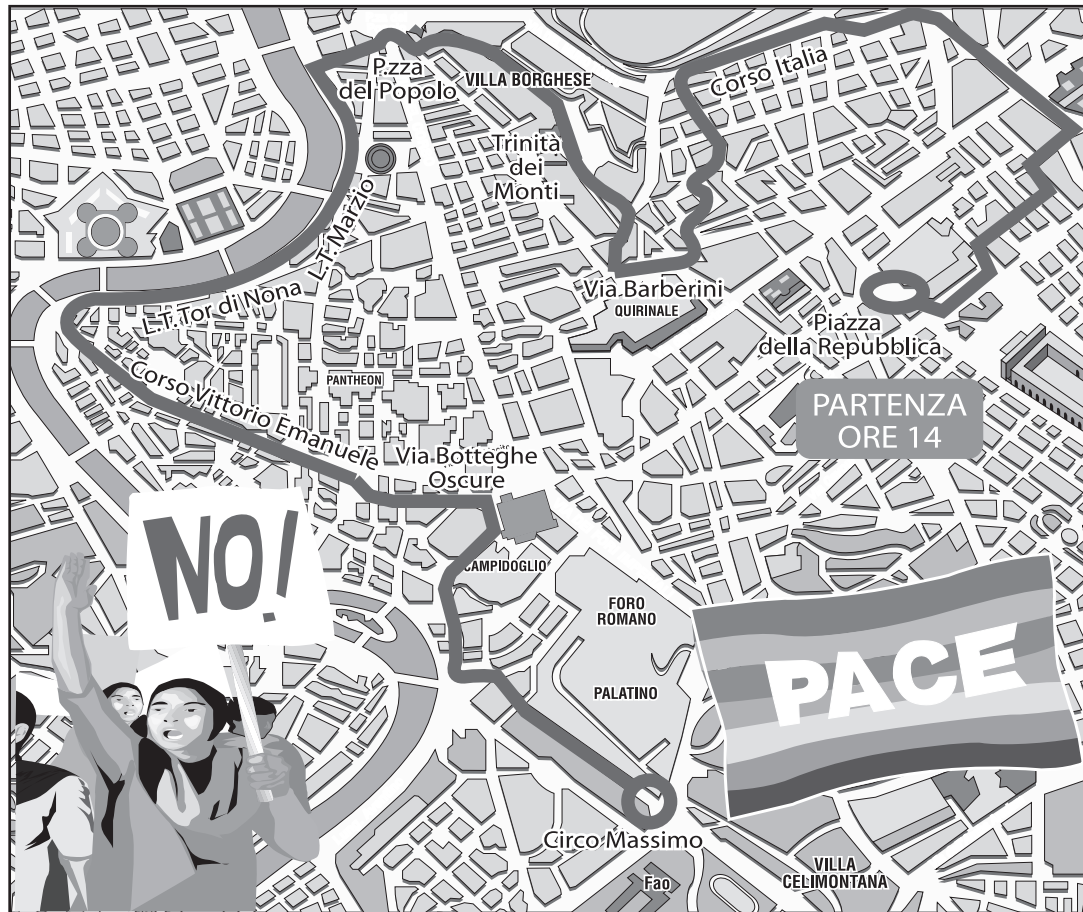 P.zza
del Popolo
VILLA BORGHESE
Corso Italia
Trinità
dei
Monti
L.T. Marzio
L.T. Tor di Nona
Via Barberini
QUIRINALE
Piazza
della Repubblica
PARTENZA
ORE 14
PANTHEON
Corso Vittorio Emanuele
Via Botteghe
Oscure
NO!
CAMPIDOGLIO
FORO
ROMANO
PALATINO
PACE
Circo Massimo
Fao
VILLA
CELIMONTANA